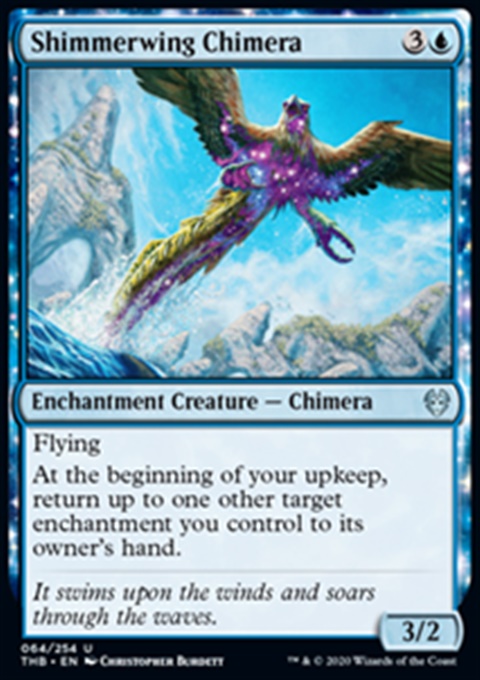 Shimmerwing Chimera 3
Enchantment Creature — Chimera
Flying
At the beginning of your upkeep,
return up to one other target
enchantment you control to its
owner's hand.
It swims upon the winds and soars
through the waves.
3/2
064/254 U
THB • EN Christopher Burdett
™ & © 2020 Wizards of the Coast